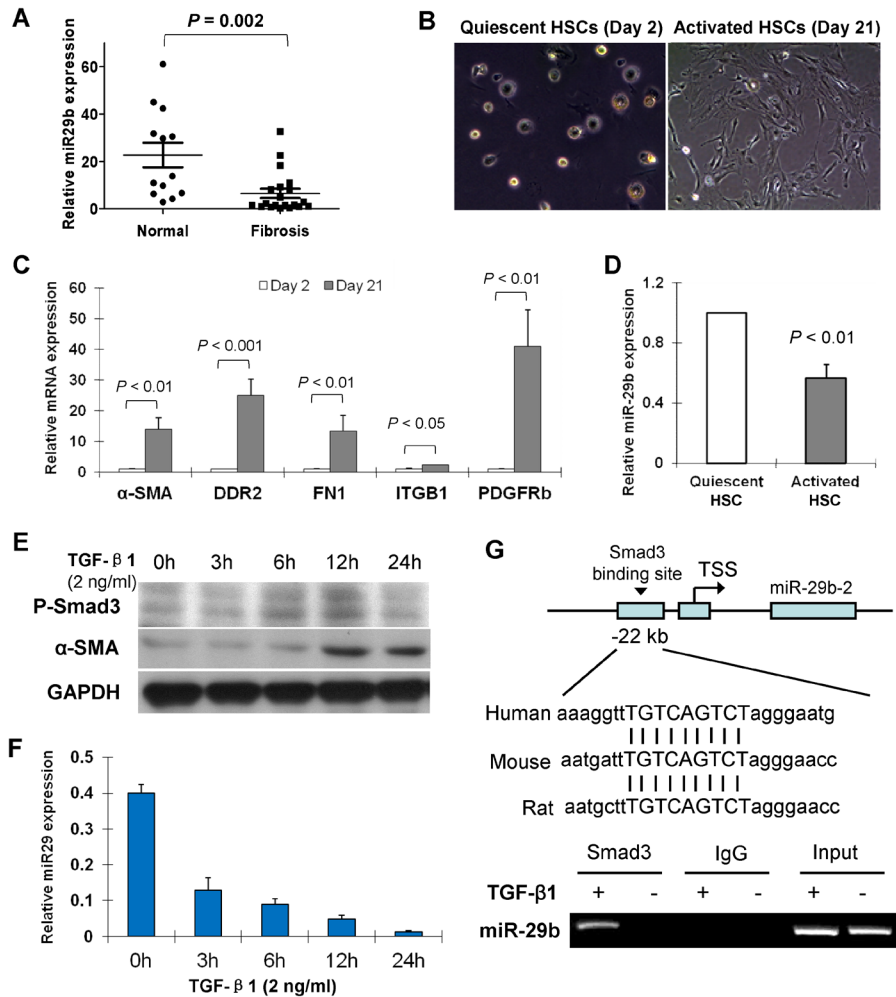 A
P = 0.002
Relative miR29b expression
60
40
20
0
Normal
Fibrosis
B
Quiescent HSCs (Day 2)
Activated HSCs (Day 21)
C
Relative mRNA expression
60
50
40
30
20
10
0
Day 2
Day 21
P < 0.01
P < 0.001
P < 0.01
P < 0.05
P < 0.01
α-SMA
DDR2
FN1
ITGB1
PDGFRb
D
Relative miR-29b expression
1.2
0.8
0.4
0
P < 0.01
Quiescent
HSC
Activated
HSC
E
TGF-β1
(2 ng/ml)
0h
3h
6h
12h
24h
P-Smad3
α-SMA
GAPDH
F
Relative miR29 expression
0.5
0.4
0.3
0.2
0.1
0
0h
3h
6h
12h
24h
TGF-β1 (2 ng/ml)
G
Smad3
binding site
TSS
miR-29b-2
-22 kb
Human aaaggttTGTCAGTCTagggaatg
Mouse aatgattTGTCAGTCTagggaacc
Rat aatgcttTGTCAGTCTagggaacc
Smad3
IgG
Input
TGF-β1
+ - + - + -
miR-29b